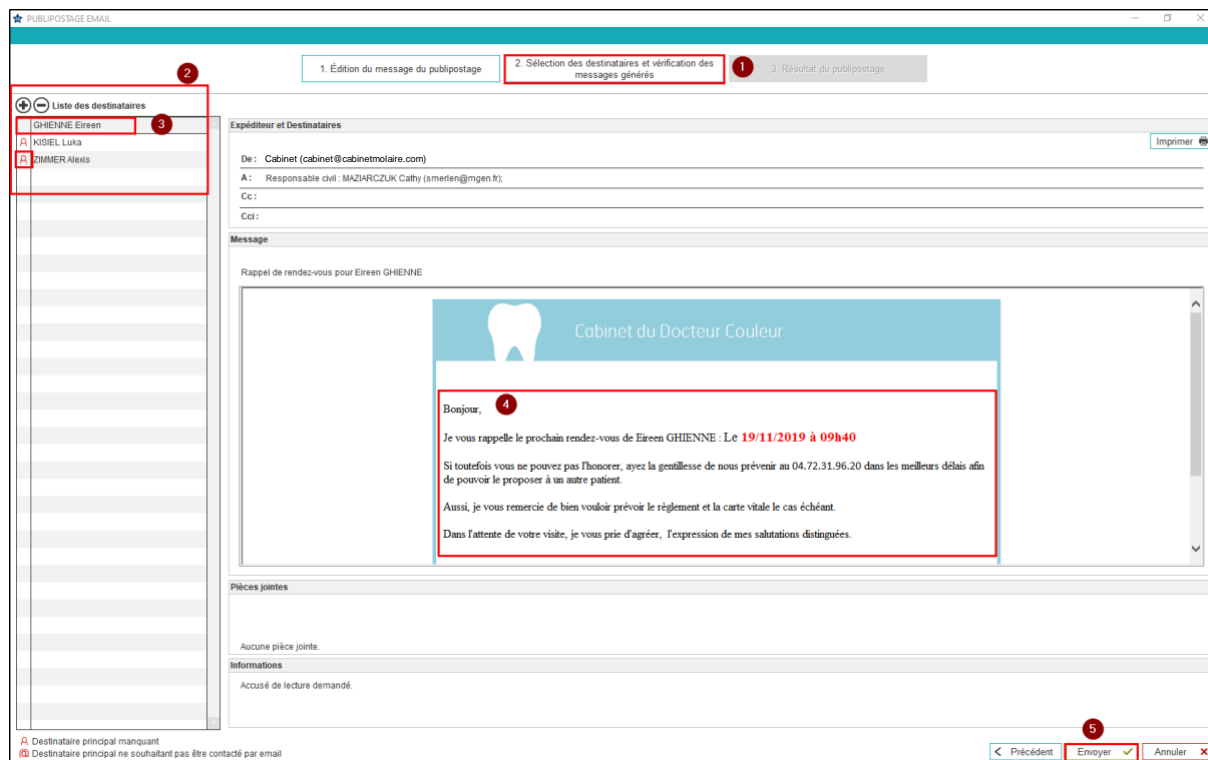 PUBLIPOSTAGE EMAIL
1. Édition du message du publipostage
2. Sélection des destinataires et vérification des
messages générés
1
3. Résultat du publipostage
2
Liste des destinataires
GHIENNE Eireen
3
KISIEL Luka
ZIMMER Alexis
Expéditeur et Destinataires
Imprimer
De : Cabinet (cabinet@cabinetmolaire.com)
A : Responsable civil : MAZIARCZUK Cathy (smerlen@mgen.fr);
Cc :
Cci :
Message
Rappel de rendez-vous pour Eireen GHIENNE
Cabinet du Docteur Couleur
4
Bonjour,
Je vous rappelle le prochain rendez-vous de Eireen GHIENNE : Le 19/11/2019 à 09h40
Si toutefois vous ne pouvez pas l'honorer, ayez la gentillesse de nous prévenir au 04.72.31.96.20 dans les meilleurs délais afin
de pouvoir le proposer à un autre patient.
Aussi, je vous remercie de bien vouloir prévoir le règlement et la carte vitale le cas échéant.
Dans l'attente de votre visite, je vous prie d'agréer, l'expression de mes salutations distinguées.
Pièces jointes
Aucune pièce jointe.
Informations
Accusé de lecture demandé.
Destinataire principal manquant
@ Destinataire principal ne souhaitant pas être contacté par email
5
< Précédent
Envoyer
Annuler